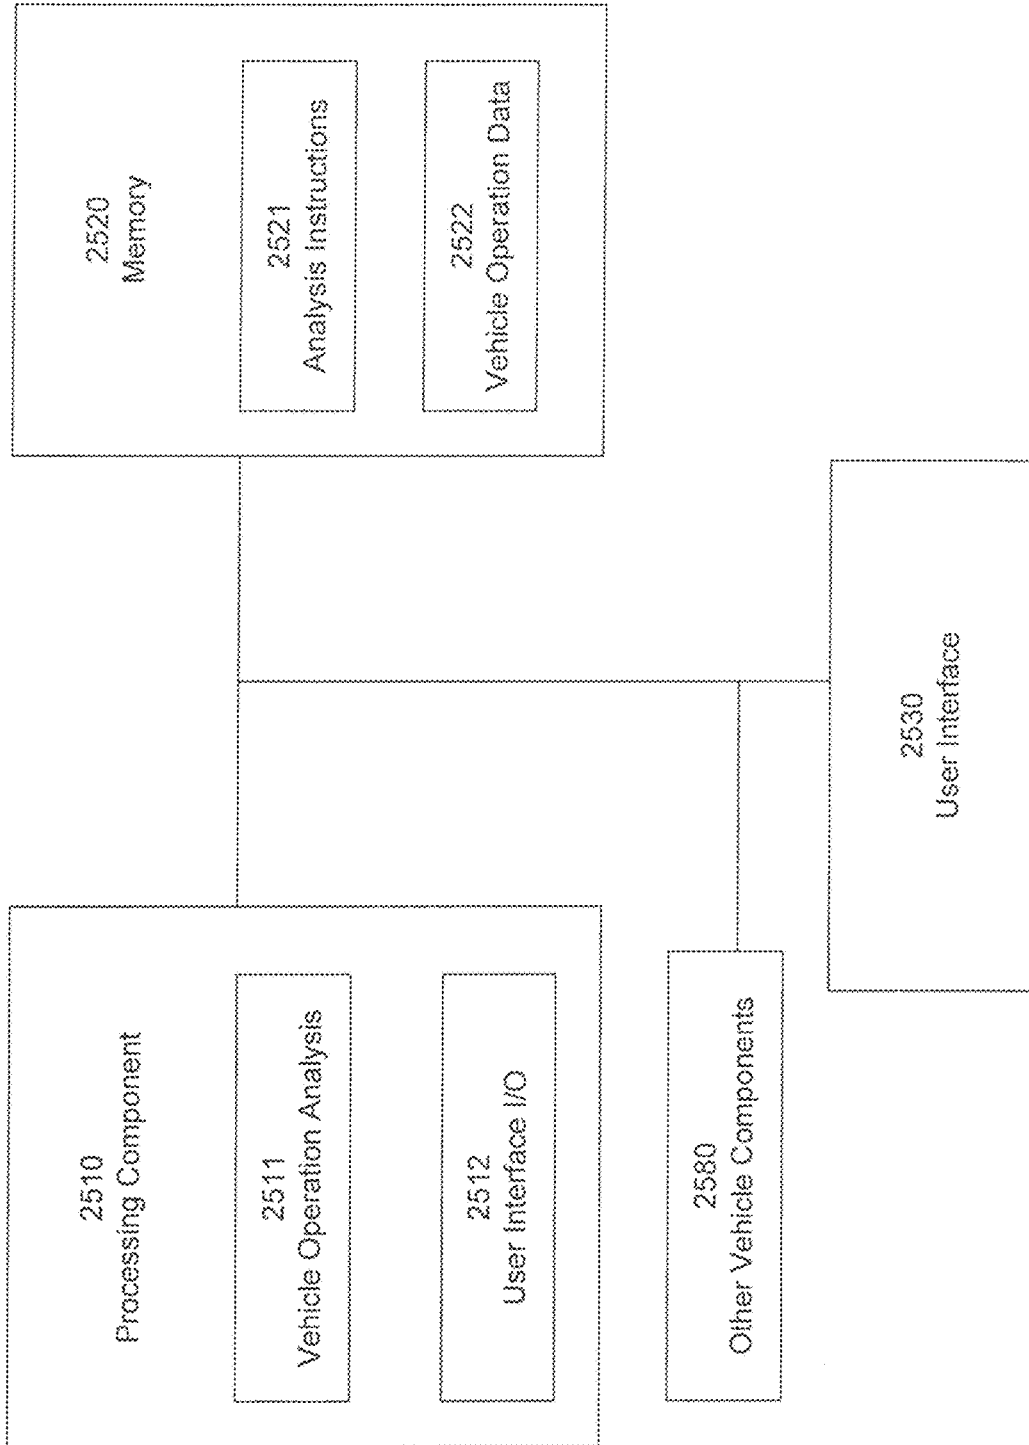 2510
Processing Component
2511
Vehicle Operation Analysis
2512
User Interface I/O
2580
Other Vehicle Components
2520
Memory
2521
Analysis Instructions
2522
Vehicle Operation Data
2530
User Interface